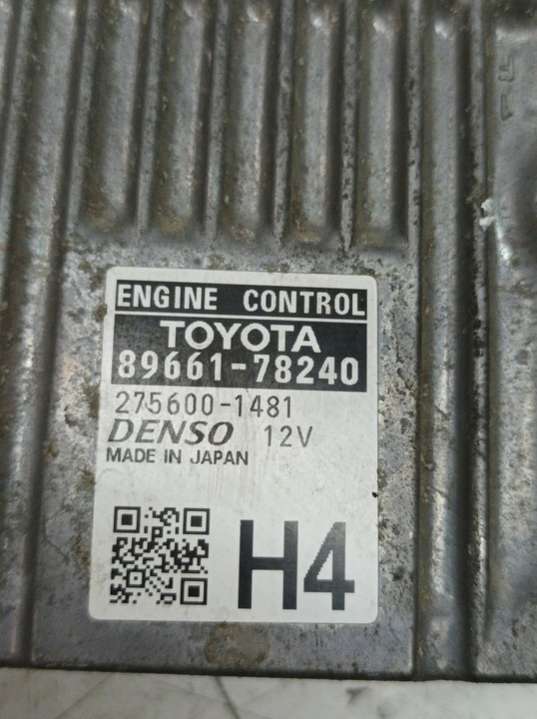 ENGINE CONTROL
TOYOTA
89661-78240
275600-1481
DENSO 12V
MADE IN JAPAN
H4